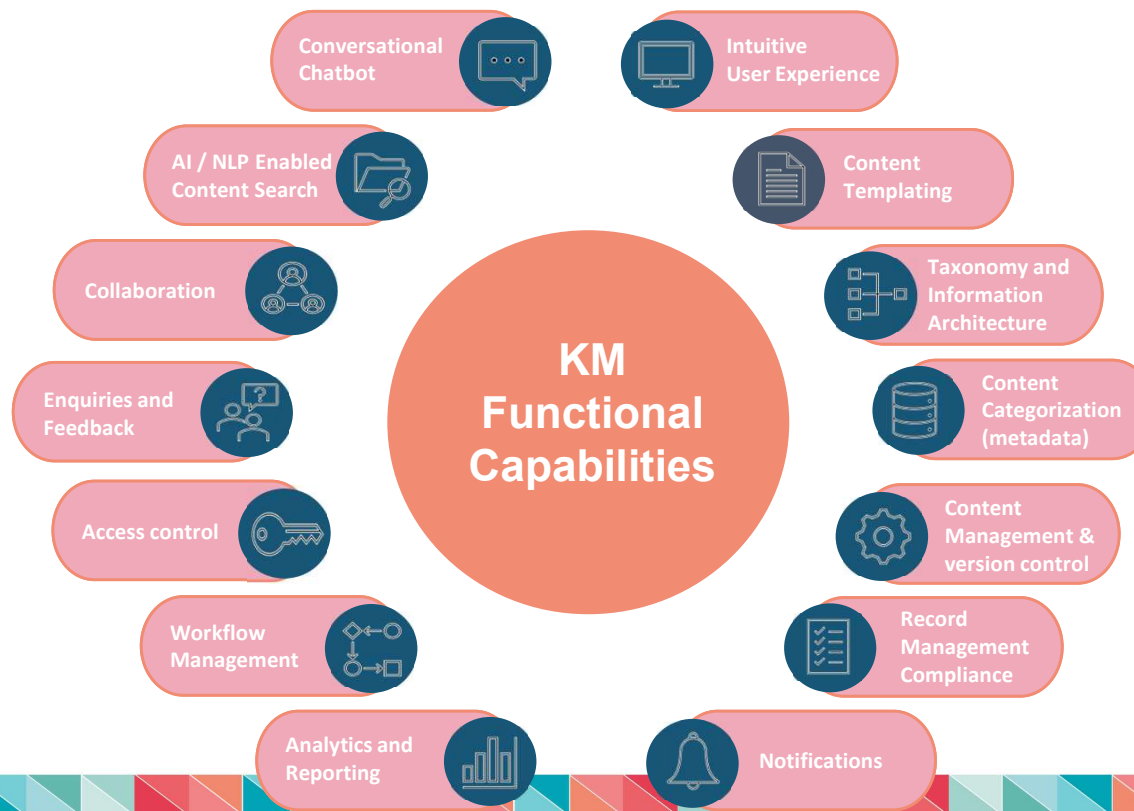 Conversational
Chatbot
Intuitive
User Experience
AI / NLP Enabled
Content Search
Content
Templating
Collaboration
Taxonomy and
Information
Architecture
KM
Functional
Capabilities
Enquiries and
Feedback
?
Content
Categorization
(metadata)
Access control
Content
Management &
version control
Workflow
Management
Record
Management
Compliance
Analytics and
Reporting
Notifications